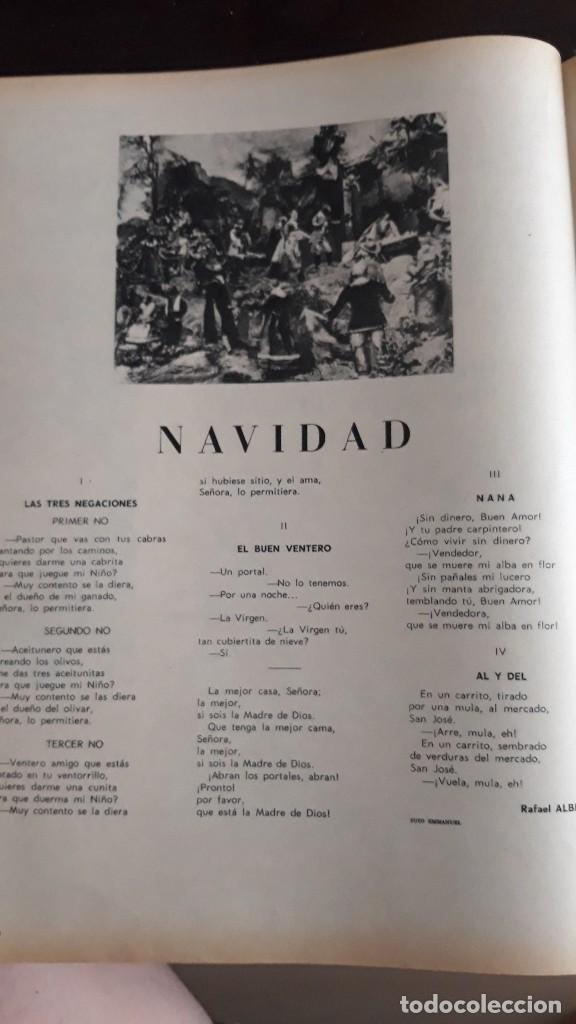 NAVIDAD
I
LAS TRES NEGACIONES
PRIMER NO
—Pastor que vas con tus cabras
antando por los caminos,
quieres darme una cabrita
ara que juegue mi Niño?
—Muy contento se la diera,
el dueño de mi ganado,
eñora, lo permitiera.
SEGUNDO NO
—Aceitunero que estás
reando los olivos,
me das tres aceitunitas
ra que juegue mi Niño?
—Muy contento se las diera
el dueño del olivar,
ñora, lo permitiera.
TERCER NO
—Ventero amigo que estás
ntado en tu ventorrillo,
uieres darme una cunita
ara que duerma mi Niño?
—Muy contento se la diera
si hubiese sitio, y el ama,
Señora, lo permitiera.
II
EL BUEN VENTERO
—Un portal.
—No lo tenemos.
—Por una noche...
—¿Quién eres?
—La Virgen.
—¿La Virgen tú,
tan cubiertita de nieve?
—Sí.
La mejor casa, Señora;
la mejor,
si sois la Madre de Dios.
Que tenga la mejor cama,
Señora,
la mejor,
si sois la Madre de Dios.
¡Abran los portales, abran!
¡Pronto!
por favor,
que está la Madre de Dios!
III
NANA
¡Sin dinero, Buen Amor!
¡Y tu padre carpintero!
¿Cómo vivir sin dinero?
—¡Vendedor,
que se muere mi alba en flor
¡Sin pañales mi lucero
¡Y sin manta abrigadora,
temblando tú, Buen Amor!
—¡Vendedora,
que se muere mi alba en flor!
IV
AL Y DEL
En un carrito, tirado
por una mula, al mercado,
San José.
—¡Arre, mula, eh!
En un carrito, sembrado
de verduras del mercado,
San José.
—¡Vuela, mula, eh!
Rafael ALB
FOTO EMMANUEL
todocoleccion.net